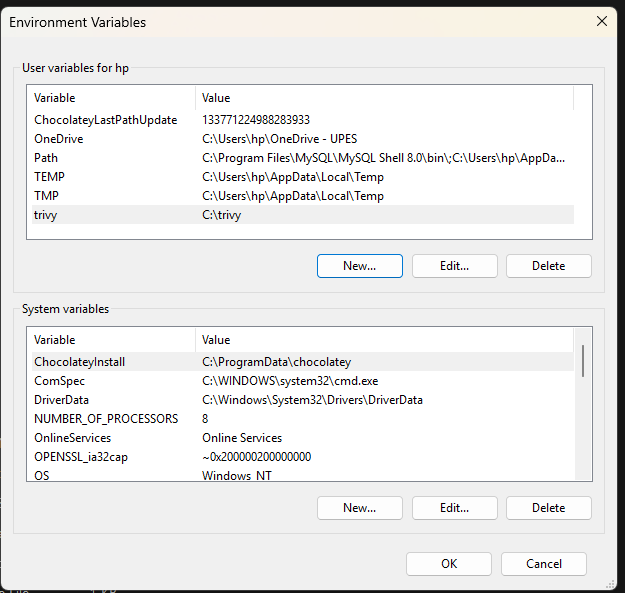 Environment Variables
User variables for hp
Variable Value
ChocolateyLastPathUpdate 133771224988283933
OneDrive C:\Users\hp\OneDrive - UPES
Path C:\Program Files\MySQL\MySQL Shell 8.0\bin\;C:\Users\hp\AppDa...
TEMP C:\Users\hp\AppData\Local\Temp
TMP C:\Users\hp\AppData\Local\Temp
trivy C:\trivy
New... Edit... Delete
System variables
Variable Value
ChocolateyInstall C:\ProgramData\chocolatey
ComSpec C:\WINDOWS\system32\cmd.exe
DriverData C:\Windows\System32\Drivers\DriverData
NUMBER_OF_PROCESSORS 8
OnlineServices Online Services
OPENSSL_ia32cap ~0x200000200000000
OS Windows_NT
New... Edit... Delete
OK Cancel